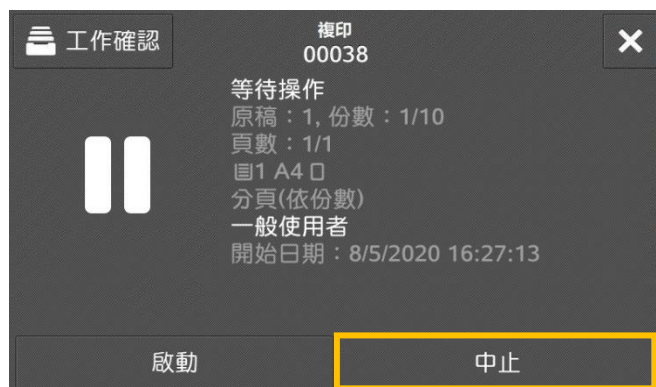 工作確認
複印
00038
等待操作
原稿：1, 份數：1/10
頁數：1/1
1 A4
分頁(依份數)
一般使用者
開始日期：8/5/2020 16:27:13
啟動
中止